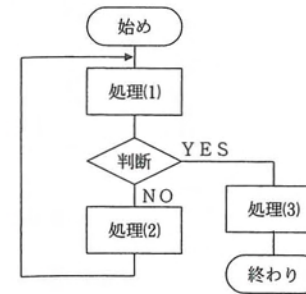 始め
処理(1)
判断
YES
NO
処理(2)
処理(3)
終わり